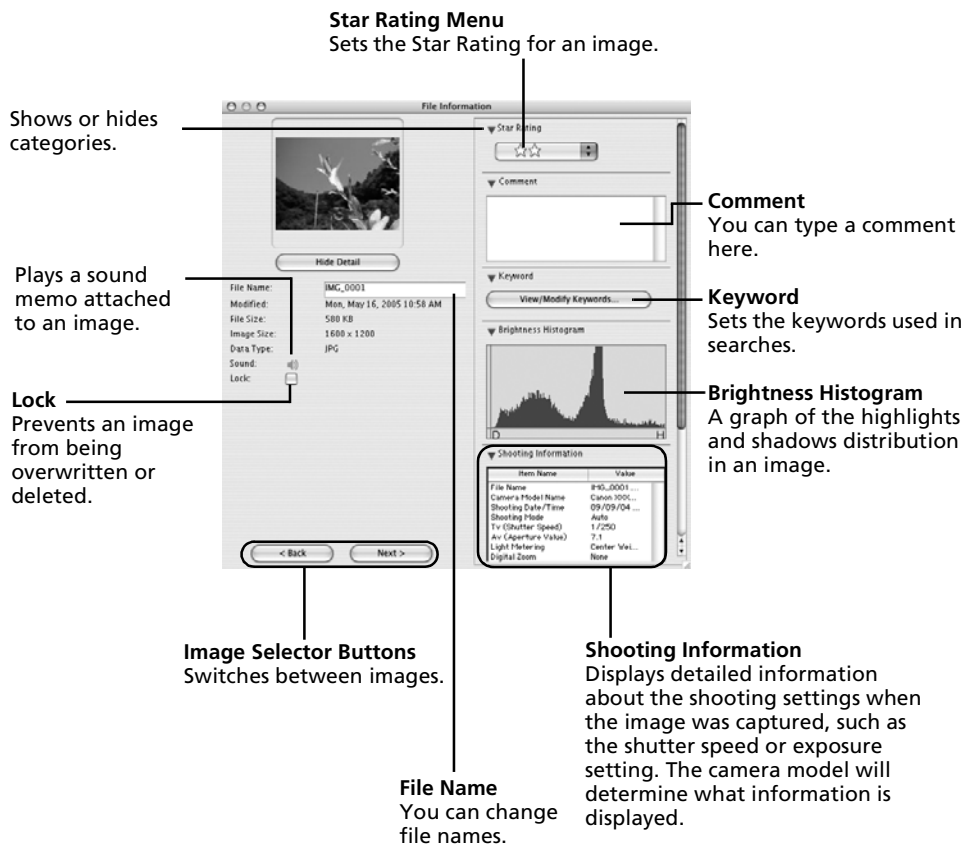 Star Rating Menu
Sets the Star Rating for an image.
Shows or hides
categories.
File Information
Star Rating
Comment
Comment
You can type a comment
here.
Hide Detail
Plays a sound
memo attached
to an image.
File Name: IMG_0001
Modified: Mon, May 16, 2005 10:58 AM
File Size: 580 KB
Image Size: 1600 x 1200
Data Type: JPG
Sound:
Lock:
Keyword
View/Modify Keywords...
Keyword
Sets the keywords used in
searches.
Brightness Histogram
D H
Brightness Histogram
A graph of the highlights
and shadows distribution
in an image.
Lock
Prevents an image
from being
overwritten or
deleted.
Shooting Information
Item Name Value
File Name IMG_0001 ...
Camera Model Name Canon XXX...
Shooting Date/Time 09/09/04 ...
Shooting Mode Auto
Tv (Shutter Speed) 1/250
Av (Aperture Value) 7.1
Light Metering Center Wei...
Digital Zoom None
< Back Next >
Image Selector Buttons
Switches between images.
Shooting Information
Displays detailed information
about the shooting settings when
the image was captured, such as
the shutter speed or exposure
setting. The camera model will
determine what information is
displayed.
File Name
You can change
file names.